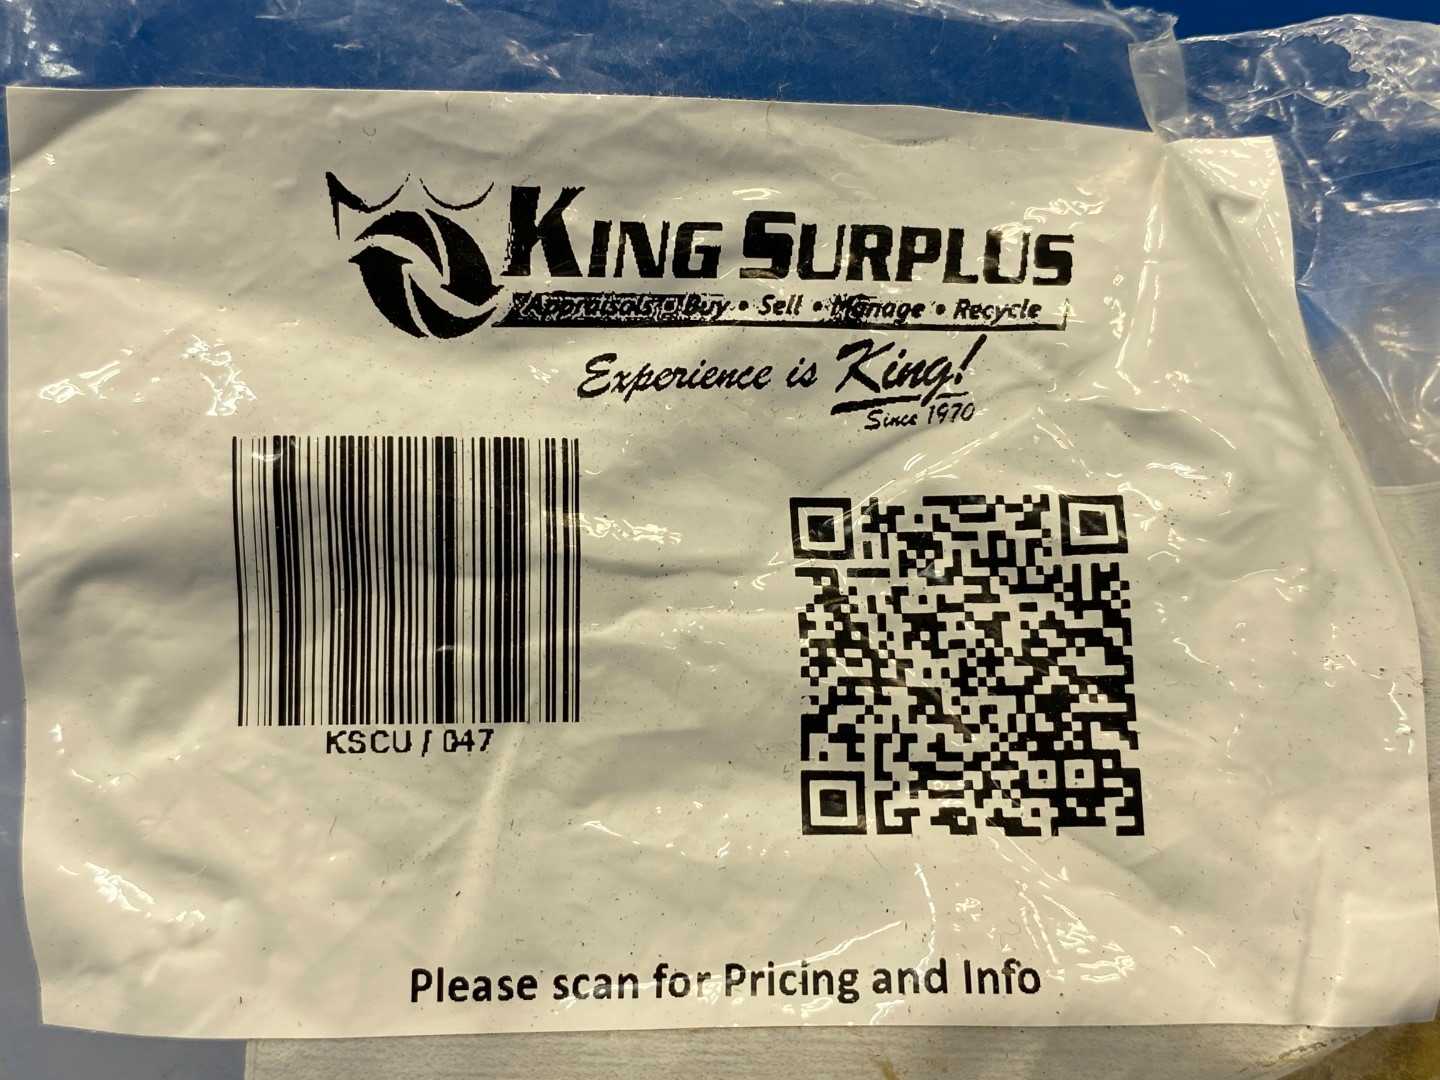 KING SURPLUS
Appraisals • Buy • Sell • Manage • Recycle
Experience is King!
Since 1970
KSCU / 047
Please scan for Pricing and Info